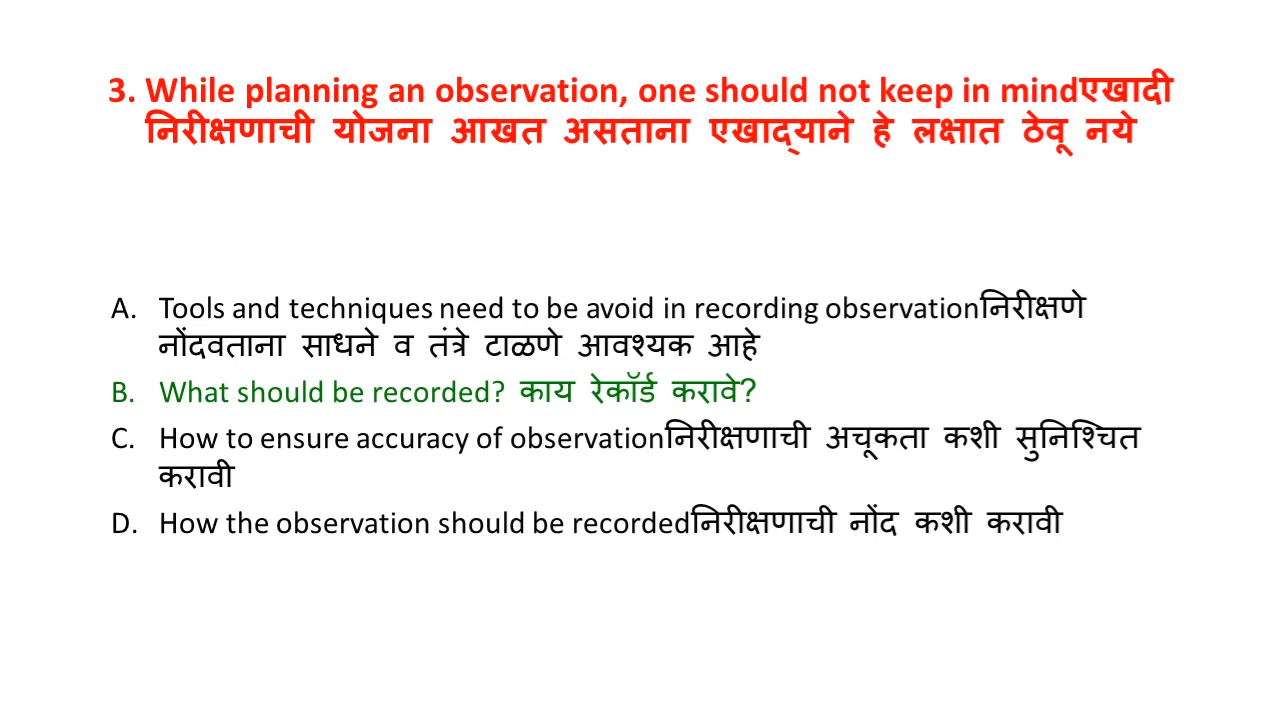 3. While planning an observation, one should not keep in mindएखादी
निरीक्षणाची योजना आखत असताना एखाद्याने हे लक्षात ठेवू नये
A. Tools and techniques need to be avoid in recording observationनिरीक्षणे
नोंदवताना साधने व तंत्रे टाळणे आवश्यक आहे
B. What should be recorded? काय रेकॉर्ड करावे?
C. How to ensure accuracy of observationनिरीक्षणाची अचूकता कशी सुनिश्चित
करावी
D. How the observation should be recordedनिरीक्षणाची नोंद कशी करावी